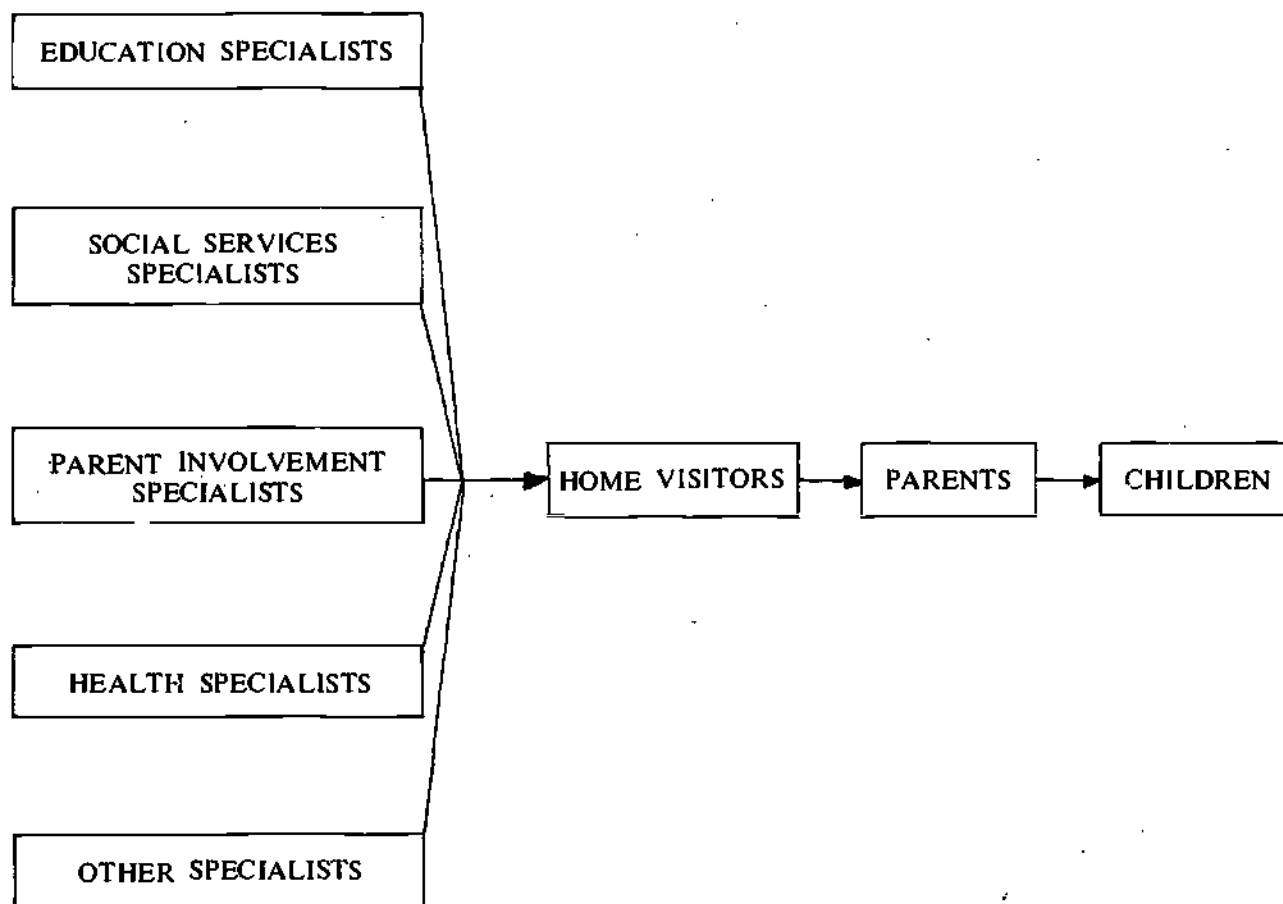 EDUCATION SPECIALISTS
SOCIAL SERVICES
SPECIALISTS
PARENT INVOLVEMENT
SPECIALISTS
HOME VISITORS
PARENTS
CHILDREN
HEALTH SPECIALISTS
OTHER SPECIALISTS